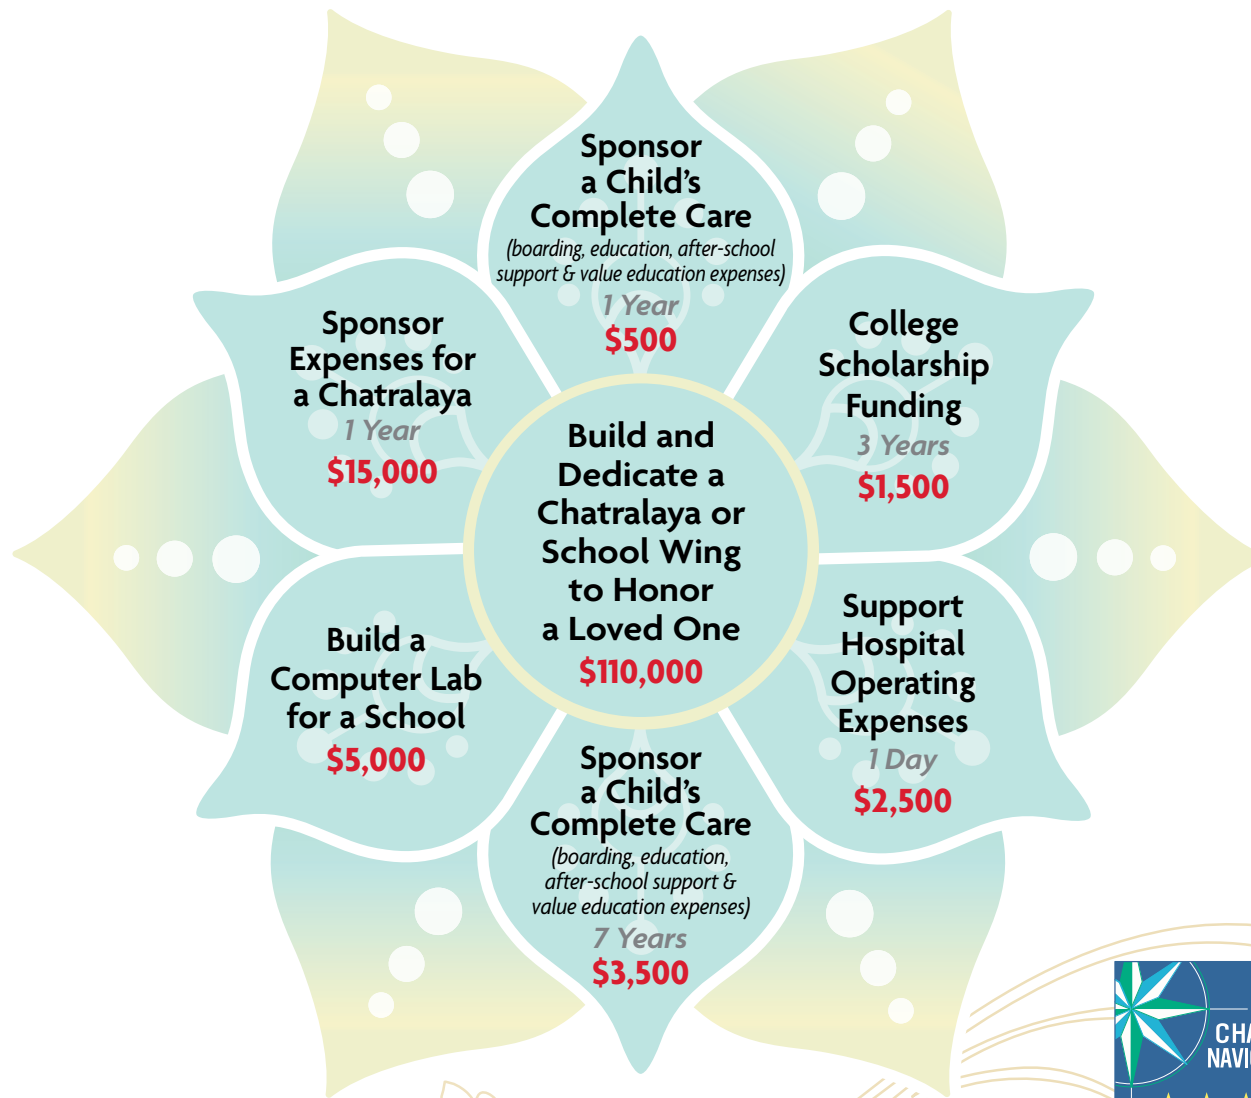 Sponsor
a Child's
Complete Care
(boarding, education, after-school
support & value education expenses)
1 Year
$500
Sponsor
Expenses for
a Chatralaya
1 Year
$15,000
College
Scholarship
Funding
3 Years
$1,500
Build and
Dedicate a
Chatralaya or
School Wing
to Honor
a Loved One
$110,000
Build a
Computer Lab
for a School
$5,000
Support
Hospital
Operating
Expenses
1 Day
$2,500
Sponsor
a Child's
Complete Care
(boarding, education,
after-school support &
value education expenses)
7 Years
$3,500